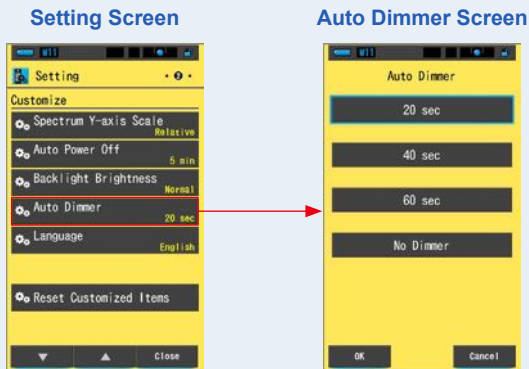 Setting Screen
Auto Dimmer Screen
M11
Setting
Customize
Spectrum Y-axis Scale
Relative
Auto Power Off
5 min
Backlight Brightness
Normal
Auto Dimmer
20 sec
Language
English
Reset Customized Items
▼ ▲ Close
M11
Auto Dimmer
20 sec
40 sec
60 sec
No Dimmer
OK Cancel